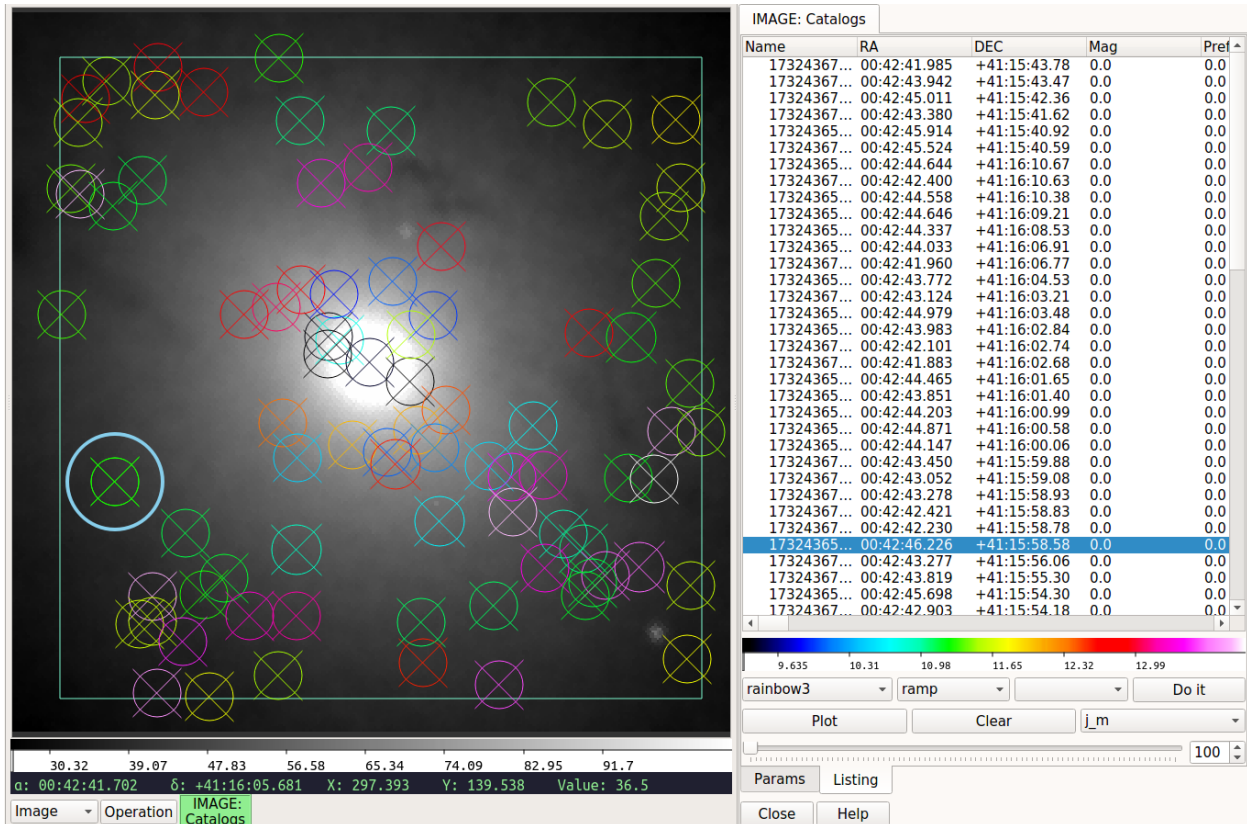 IMAGE: Catalogs
Name RA DEC Mag Pref
17324367... 00:42:41.985 +41:15:43.78 0.0 0.0
17324367... 00:42:43.942 +41:15:43.47 0.0 0.0
17324367... 00:42:45.011 +41:15:42.36 0.0 0.0
17324367... 00:42:43.380 +41:15:41.62 0.0 0.0
17324365... 00:42:45.914 +41:15:40.92 0.0 0.0
17324367... 00:42:45.524 +41:15:40.59 0.0 0.0
17324365... 00:42:44.644 +41:16:10.67 0.0 0.0
17324367... 00:42:42.400 +41:16:10.63 0.0 0.0
17324365... 00:42:44.558 +41:16:10.38 0.0 0.0
17324365... 00:42:44.646 +41:16:09.21 0.0 0.0
17324365... 00:42:44.337 +41:16:08.53 0.0 0.0
17324367... 00:42:44.033 +41:16:06.91 0.0 0.0
17324367... 00:42:41.960 +41:16:06.77 0.0 0.0
17324367... 00:42:43.772 +41:16:04.53 0.0 0.0
17324367... 00:42:43.124 +41:16:03.21 0.0 0.0
17324365... 00:42:44.979 +41:16:03.48 0.0 0.0
17324367... 00:42:43.983 +41:16:02.84 0.0 0.0
17324367... 00:42:42.101 +41:16:02.74 0.0 0.0
17324367... 00:42:41.883 +41:16:02.68 0.0 0.0
17324365... 00:42:44.465 +41:16:01.65 0.0 0.0
17324367... 00:42:43.851 +41:16:01.40 0.0 0.0
17324365... 00:42:44.203 +41:16:00.99 0.0 0.0
17324365... 00:42:44.871 +41:16:00.58 0.0 0.0
17324365... 00:42:44.147 +41:16:00.06 0.0 0.0
17324367... 00:42:43.450 +41:15:59.88 0.0 0.0
17324367... 00:42:43.052 +41:15:59.08 0.0 0.0
17324367... 00:42:43.278 +41:15:58.93 0.0 0.0
17324367... 00:42:42.421 +41:15:58.83 0.0 0.0
17324367... 00:42:42.230 +41:15:58.78 0.0 0.0
17324365... 00:42:46.226 +41:15:58.58 0.0 0.0
17324367... 00:42:43.277 +41:15:56.06 0.0 0.0
17324367... 00:42:43.819 +41:15:55.30 0.0 0.0
17324365... 00:42:45.698 +41:15:54.30 0.0 0.0
17324367... 00:42:42.903 +41:15:54.18 0.0 0.0
9.635 10.31 10.98 11.65 12.32 12.99
rainbow3 ramp Do it
Plot Clear j_m
100
Params Listing
Close Help
30.32 39.07 47.83 56.58 65.34 74.09 82.95 91.7
α: 00:42:41.702 δ: +41:16:05.681 X: 297.393 Y: 139.538 Value: 36.5
Image Operation IMAGE:
Catalogs